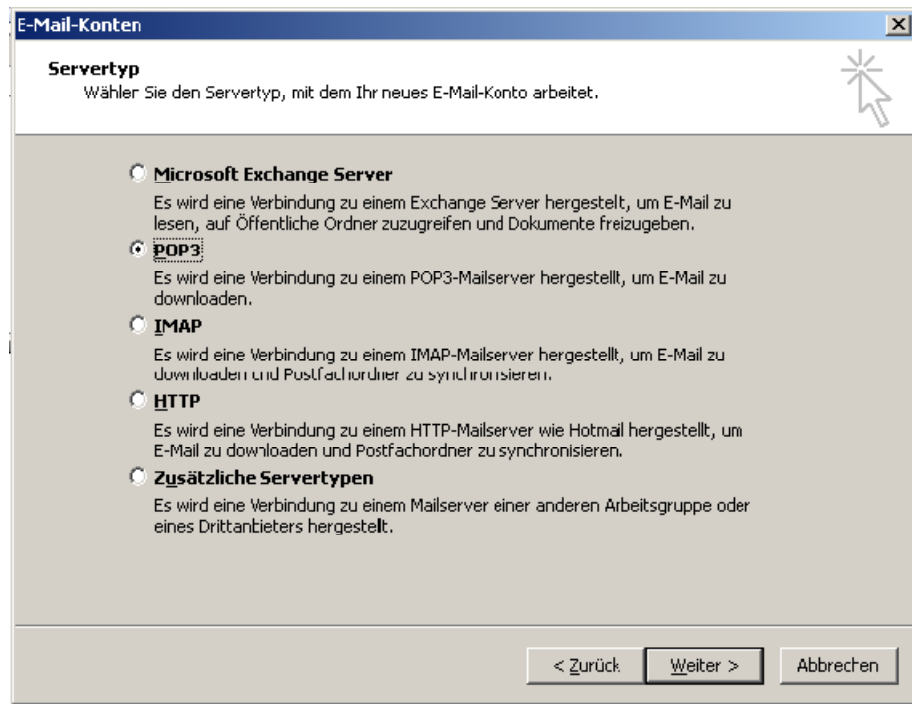 E-Mail-Konten
Servertyp
Wählen Sie den Servertyp, mit dem Ihr neues E-Mail-Konto arbeitet.
Microsoft Exchange Server
Es wird eine Verbindung zu einem Exchange Server hergestellt, um E-Mail zu
lesen, auf Öffentliche Ordner zuzugreifen und Dokumente freizugeben.
POP3
Es wird eine Verbindung zu einem POP3-Mailserver hergestellt, um E-Mail zu
downloaden.
IMAP
Es wird eine Verbindung zu einem IMAP-Mailserver hergestellt, um E-Mail zu
downloaden und Postfachordner zu synchronisieren.
HTTP
Es wird eine Verbindung zu einem HTTP-Mailserver wie Hotmail hergestellt, um
E-Mail zu downloaden und Postfachordner zu synchronisieren.
Zusätzliche Servertypen
Es wird eine Verbindung zu einem Mailserver einer anderen Arbeitsgruppe oder
eines Drittanbieters hergestellt.
< Zurück Weiter > Abbrechen